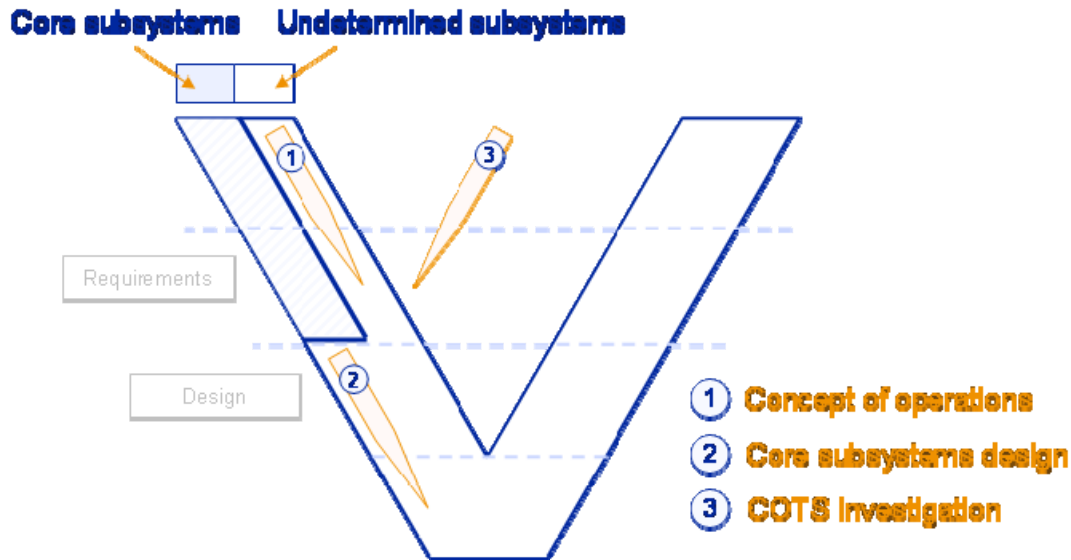 Core subsystems Undetermined subsystems
1
3
Requirements
2
Design
1 Concept of operations
2 Core subsystems design
3 COTS Investigation